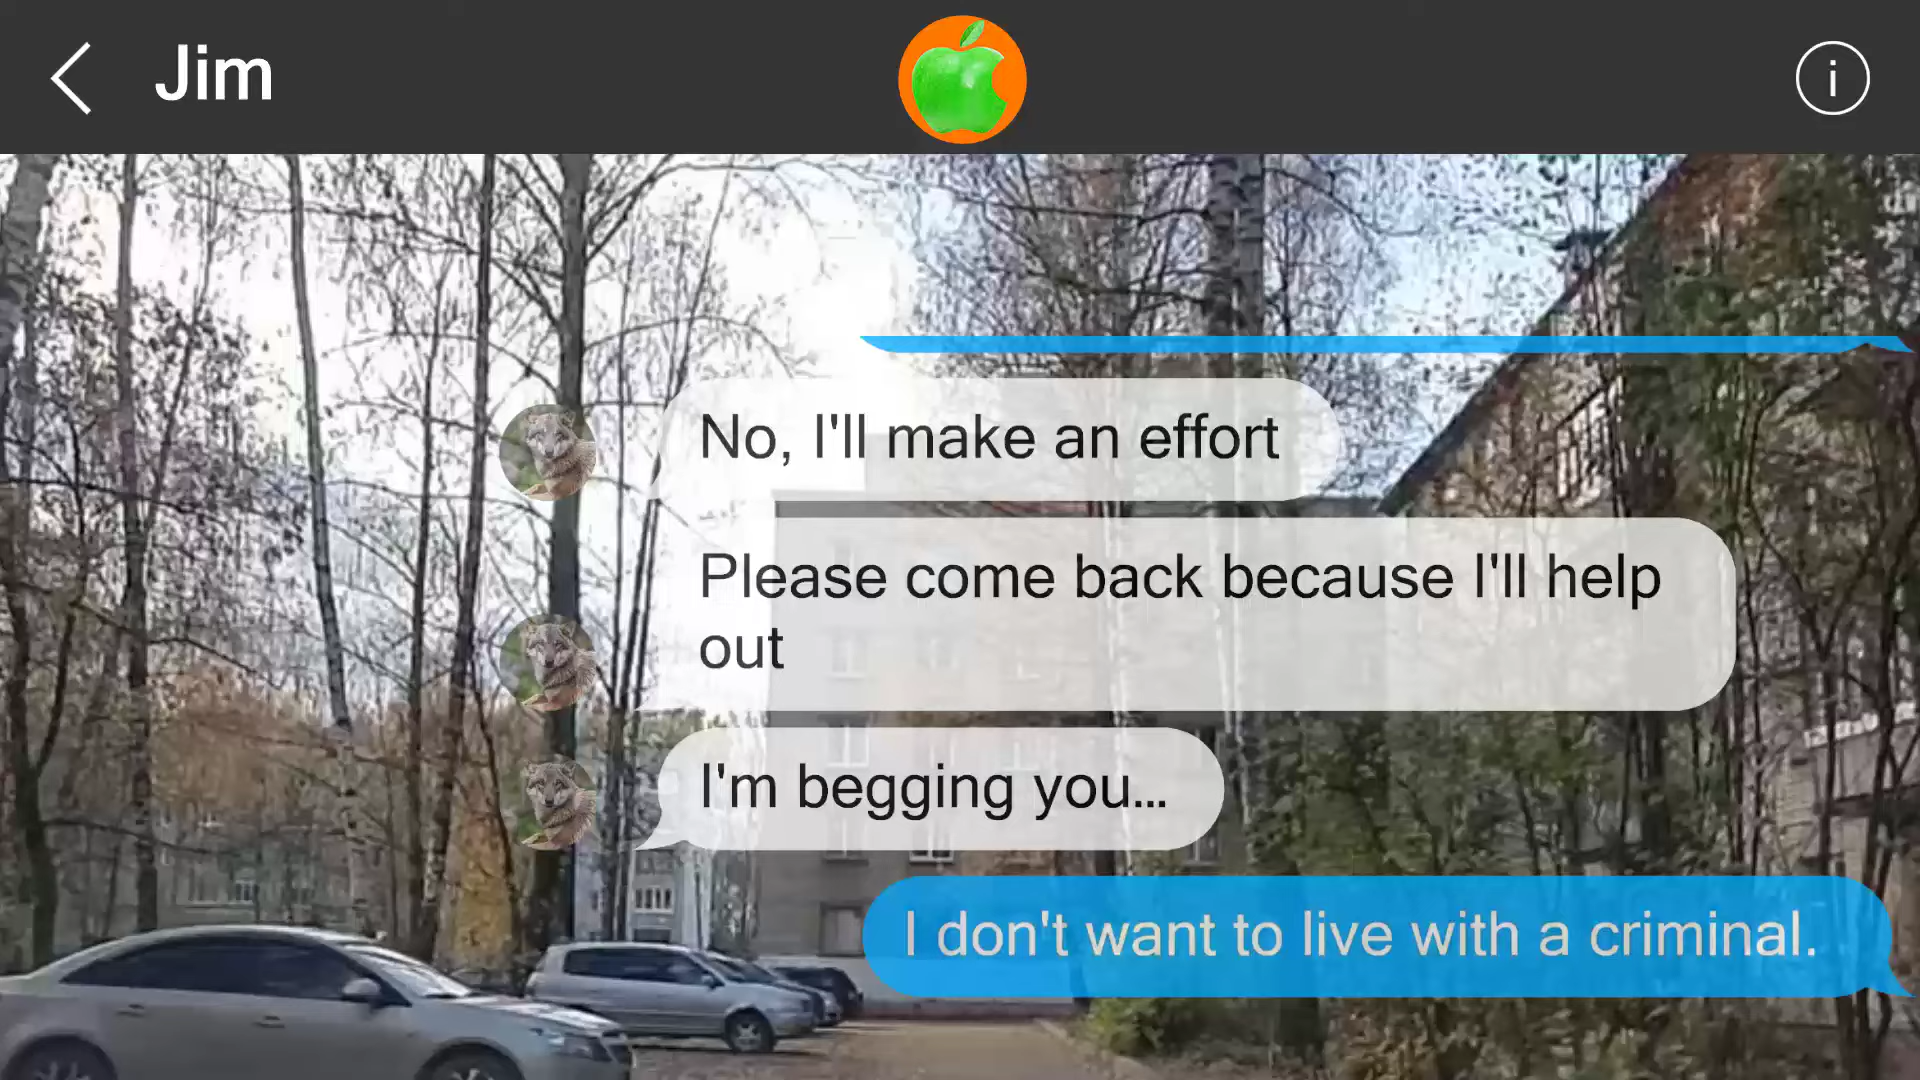 Jim
i
No, I'll make an effort
Please come back because I'll help
out
I'm begging you...
I don't want to live with a criminal.